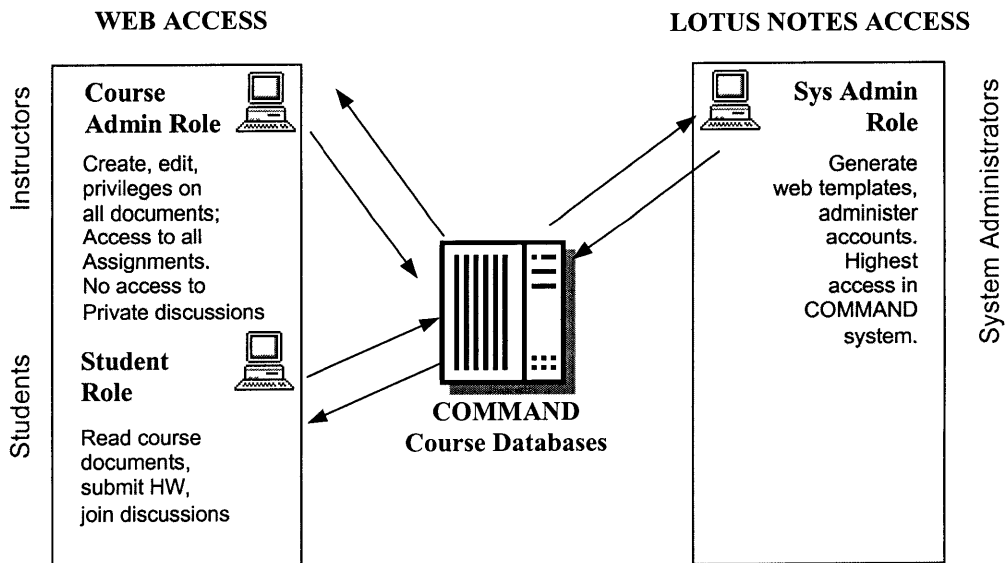 WEB ACCESS
LOTUS NOTES ACCESS
Instructors
Course
Admin Role
Create, edit,
privileges on
all documents;
Access to all
Assignments.
No access to
Private discussions
Students
Student
Role
Read course
documents,
submit HW,
join discussions
COMMAND
Course Databases
Sys Admin
Role
Generate
web templates,
administer
accounts.
Highest
access in
COMMAND
system.
System Administrators